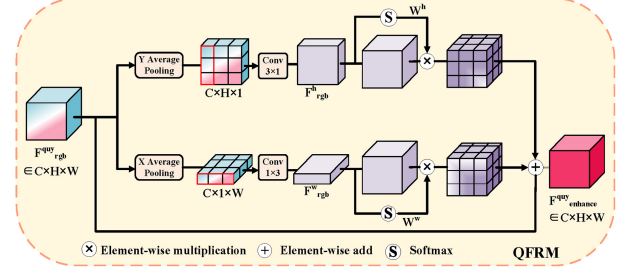 S
W^h
Y Average
Pooling
Conv
3×1
×
C×H×1
F^h_rgb
F^quy_rgb
∈ C×H×W
X Average
Pooling
Conv
1×3
×
+
C×1×W
F^w_rgb
S
W^w
F^quy_enhance
∈ C×H×W
× Element-wise multiplication
+ Element-wise add
S Softmax
QFRM